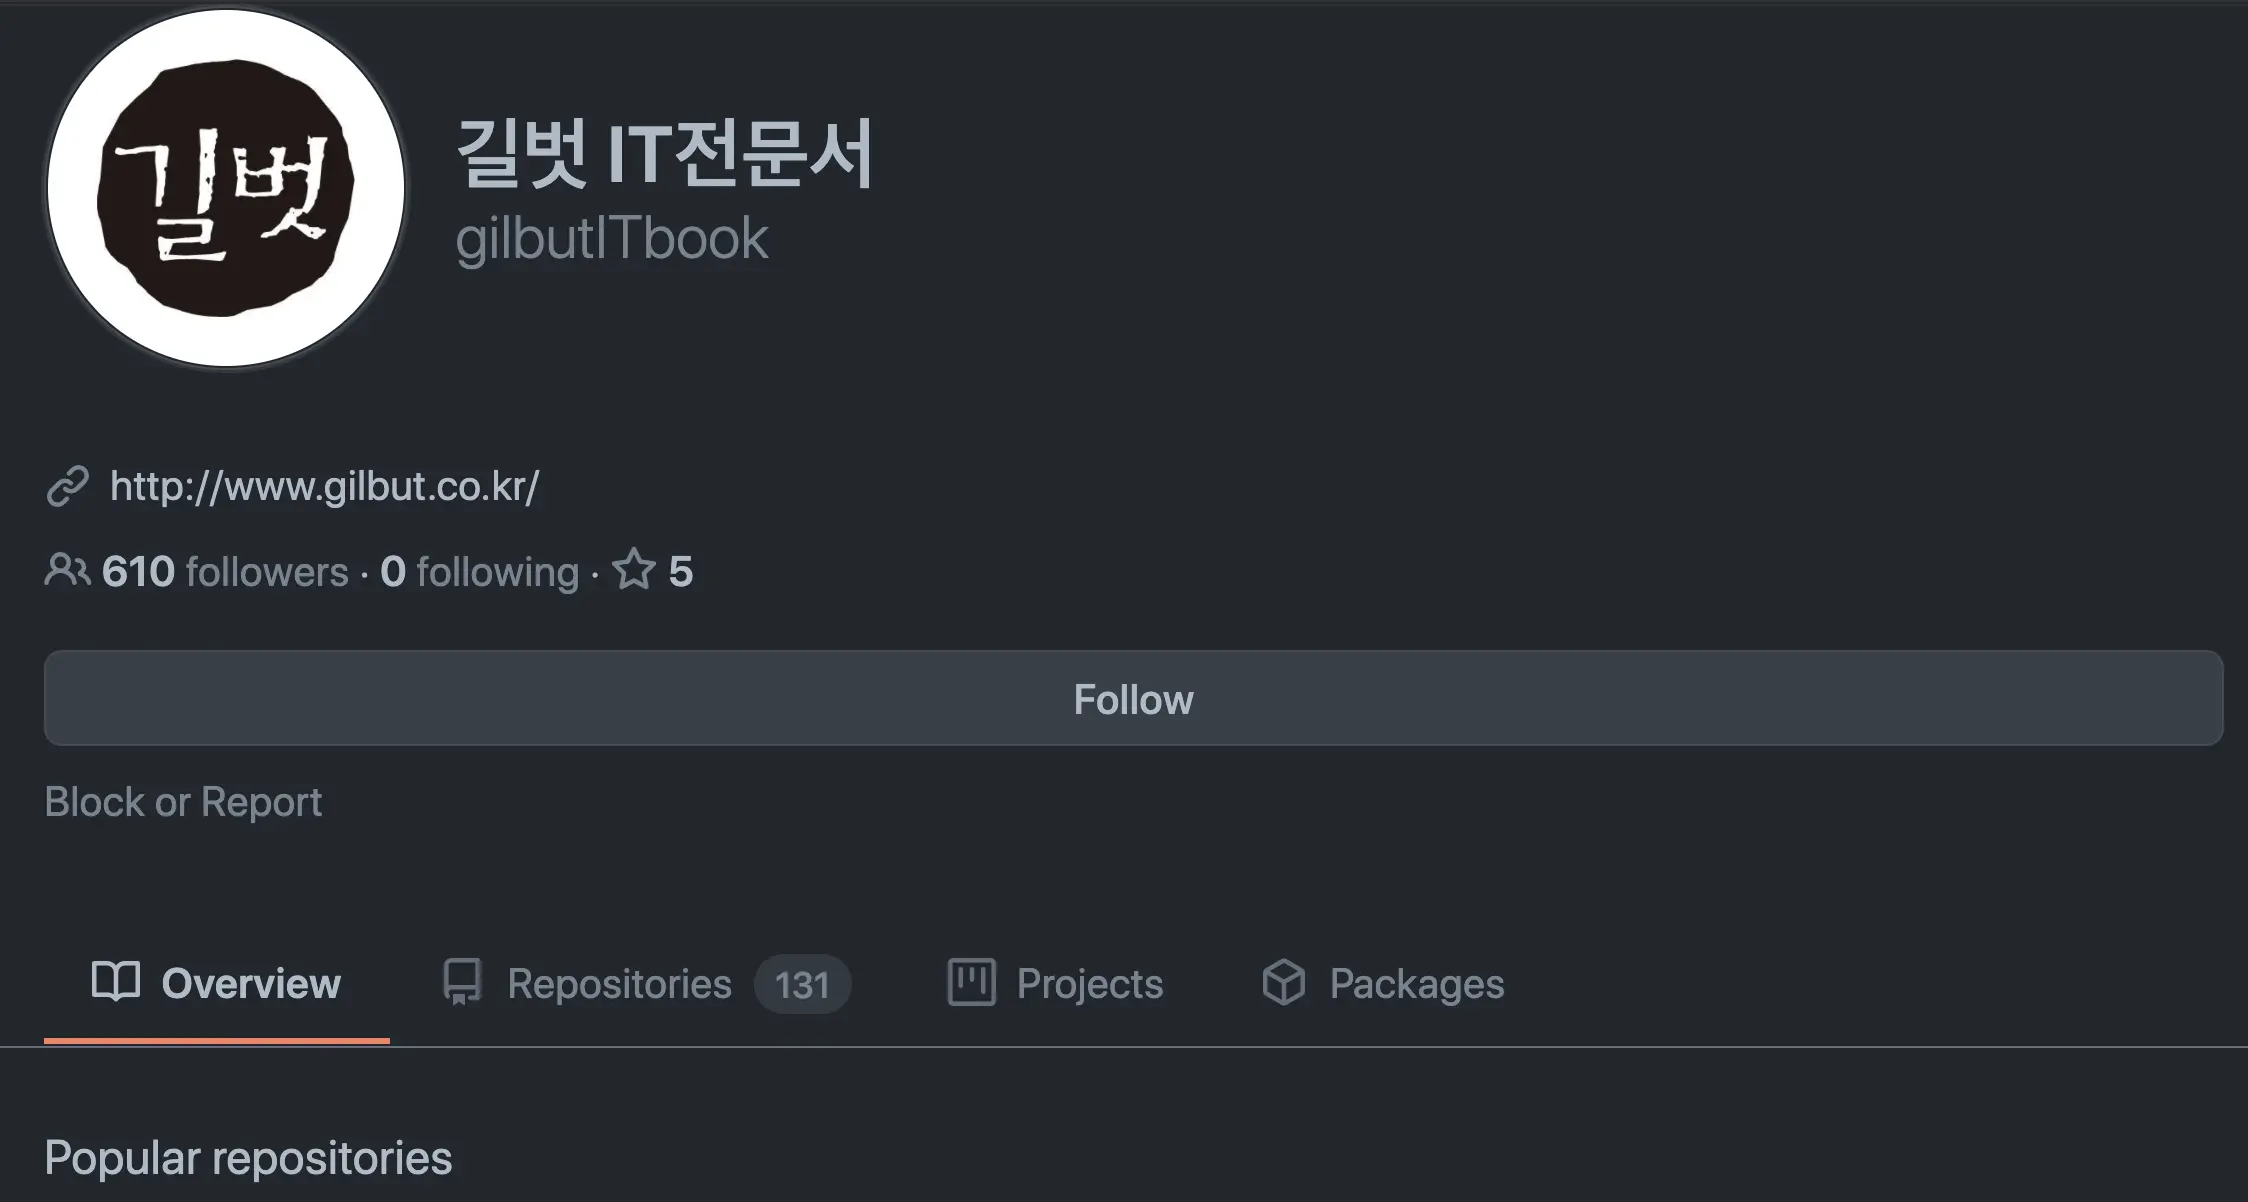 길벗
길벗 IT전문서
gilbutITbook
http://www.gilbut.co.kr/
610 followers · 0 following · 5
Follow
Block or Report
Overview Repositories 131 Projects Packages
Popular repositories